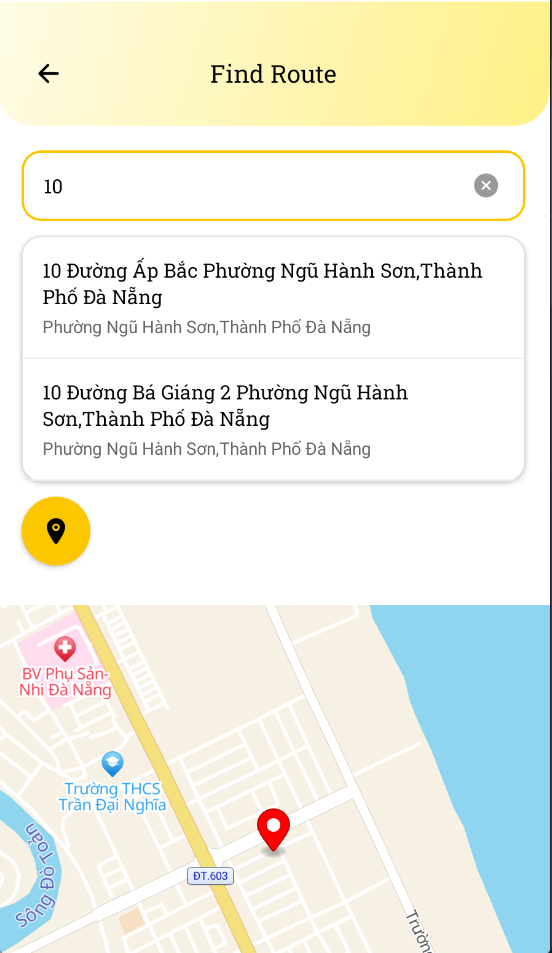 Find Route
10
10 Đường Ấp Bắc Phường Ngũ Hành Sơn,Thành
Phố Đà Nẵng
Phường Ngũ Hành Sơn,Thành Phố Đà Nẵng
10 Đường Bá Giáng 2 Phường Ngũ Hành
Sơn,Thành Phố Đà Nẵng
Phường Ngũ Hành Sơn,Thành Phố Đà Nẵng
BV Phụ Sản-
Nhi Đà Nẵng
Trường THCS
Trần Đại Nghĩa
Sông Đò Toản
ĐT.603
Trường